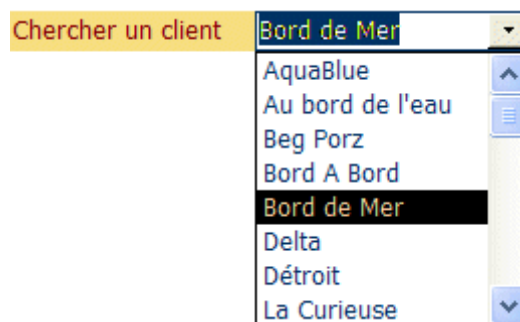 Chercher un client Bord de Mer
AquaBlue
Au bord de l'eau
Beg Porz
Bord A Bord
Bord de Mer
Delta
Détroit
La Curieuse